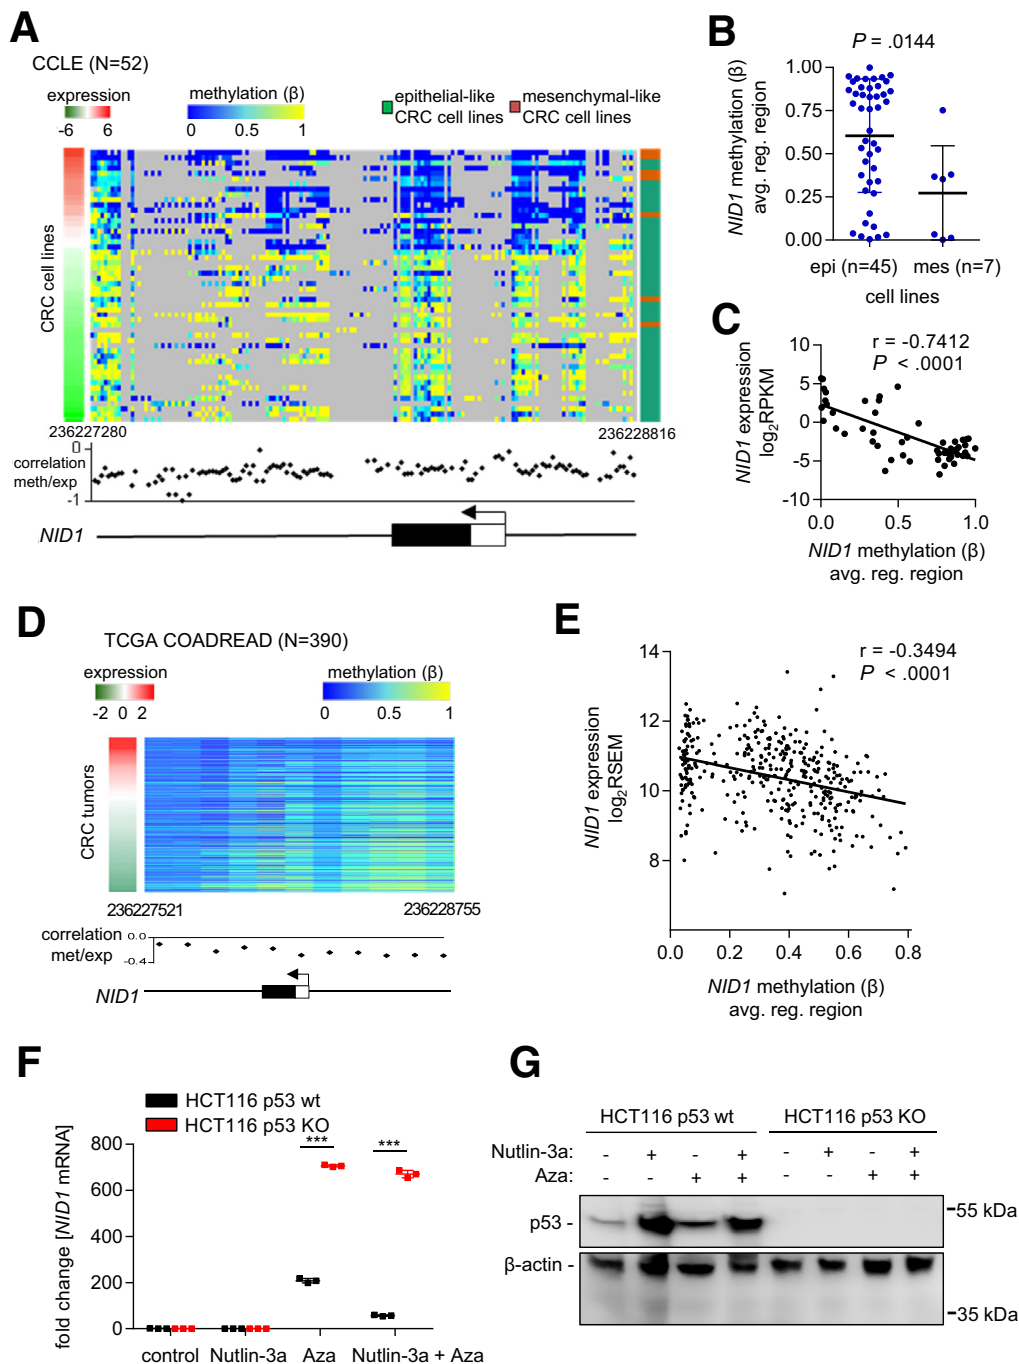 A
CCLE (N=52)
expression
-6 6
methylation (β)
0 0.5 1
epithelial-like
CRC cell lines
mesenchymal-like
CRC cell lines
CRC cell lines
236227280
236228816
0
correlation
meth/exp
-1
NID1
B
P = .0144
NID1 methylation (β)
avg. reg. region
1.00
0.75
0.50
0.25
0.00
epi (n=45) mes (n=7)
cell lines
C
r = -0.7412
P < .0001
NID1 expression
log2RPKM
10
5
0
-5
-10
0.0 0.5 1.0
NID1 methylation (β)
avg. reg. region
D
TCGA COADREAD (N=390)
expression
-2 0 2
methylation (β)
0 0.5 1
CRC tumors
236227521
236228755
correlation
met/exp
0.0
-0.4
NID1
E
r = -0.3494
P < .0001
NID1 expression
log2RSEM
14
12
10
8
0.0 0.2 0.4 0.6 0.8
NID1 methylation (β)
avg. reg. region
F
HCT116 p53 wt
HCT116 p53 KO
fold change [NID1 mRNA]
800
600
400
200
0
*** ***
control Nutlin-3a Aza Nutlin-3a + Aza
G
HCT116 p53 wt HCT116 p53 KO
Nutlin-3a: - + - + - + - +
Aza: - - + + - - + +
p53 -
55 kDa
β-actin -
35 kDa